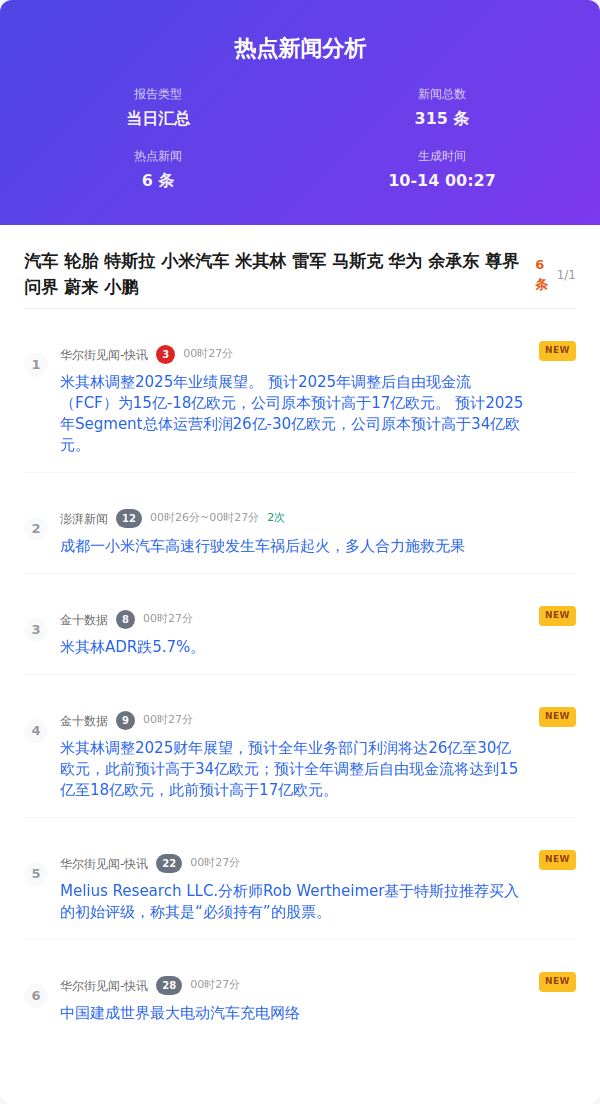 热点新闻分析
报告类型
当日汇总
新闻总数
315 条
热点新闻
6 条
生成时间
10-14 00:27
汽车 轮胎 特斯拉 小米汽车 米其林 雷军 马斯克 华为 余承东 尊界
问界 蔚来 小鹏
6
条
1/1
1
华尔街见闻-快讯 3 00时27分
NEW
米其林调整2025年业绩展望。 预计2025年调整后自由现金流
（FCF）为15亿-18亿欧元，公司原本预计高于17亿欧元。 预计2025
年Segment总体运营利润26亿-30亿欧元，公司原本预计高于34亿欧
元。
2
澎湃新闻 12 00时26分~00时27分 2次
成都一小米汽车高速行驶发生车祸后起火，多人合力施救无果
3
金十数据 8 00时27分
NEW
米其林ADR跌5.7%。
4
金十数据 9 00时27分
NEW
米其林调整2025财年展望，预计全年业务部门利润将达26亿至30亿
欧元，此前预计高于34亿欧元；预计全年调整后自由现金流将达到15
亿至18亿欧元，此前预计高于17亿欧元。
5
华尔街见闻-快讯 22 00时27分
NEW
Melius Research LLC.分析师Rob Wertheimer基于特斯拉推荐买入
的初始评级，称其是“必须持有”的股票。
6
华尔街见闻-快讯 28 00时27分
NEW
中国建成世界最大电动汽车充电网络